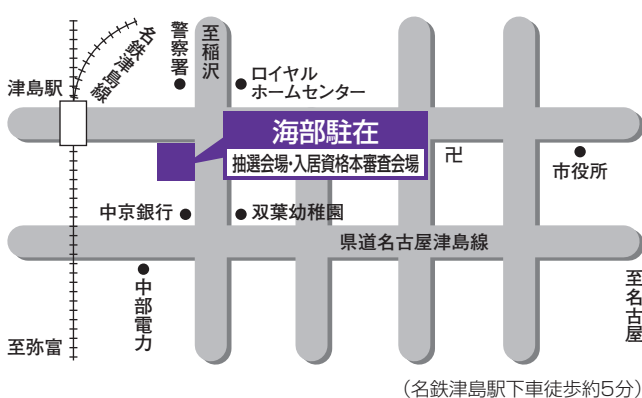 名鉄津島線
警察署
至稲沢
津島駅
ロイヤル
ホームセンター
海部駐在
抽選会場・入居資格本審査会場
卍
市役所
中京銀行
双葉幼稚園
県道名古屋津島線
中部電力
至名古屋
至弥富
（名鉄津島駅下車徒歩約5分）